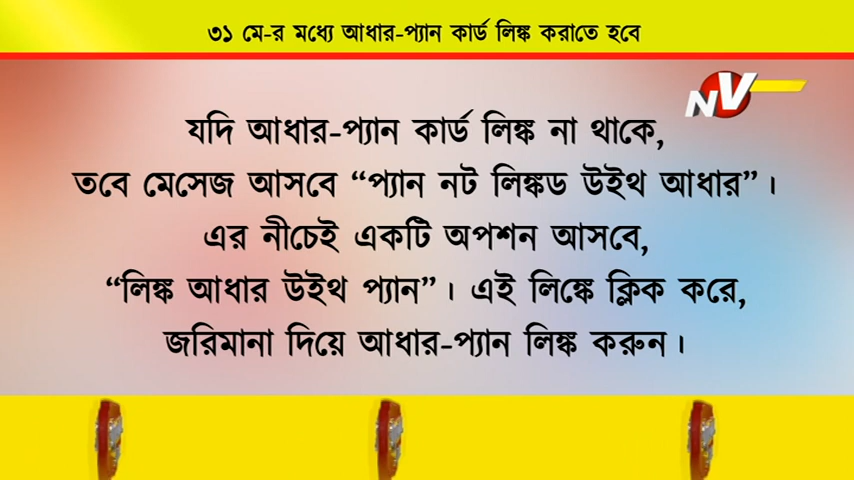 ৩১ মে-র মধ্যে আধার-প্যান কার্ড লিঙ্ক করাতে হবে
NV
যদি আধার-প্যান কার্ড লিঙ্ক না থাকে,
তবে মেসেজ আসবে “প্যান নট লিঙ্কড উইথ আধার”।
এর নীচেই একটি অপশন আসবে,
“লিঙ্ক আধার উইথ প্যান”। এই লিঙ্কে ক্লিক করে,
জরিমানা দিয়ে আধার-প্যান লিঙ্ক করুন।